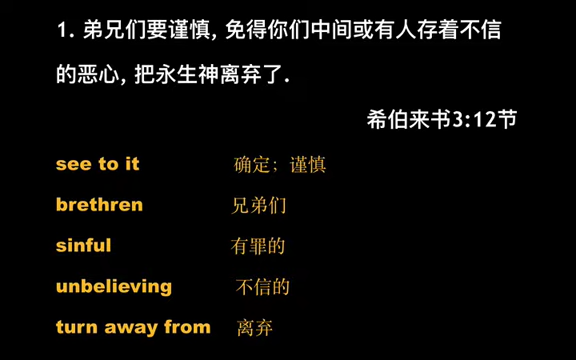 1. 弟兄们要谨慎, 免得你们中间或有人存着不信
的恶心, 把永生神离弃了.
希伯来书3:12节
see to it 确定；谨慎
brethren 兄弟们
sinful 有罪的
unbelieving 不信的
turn away from 离弃